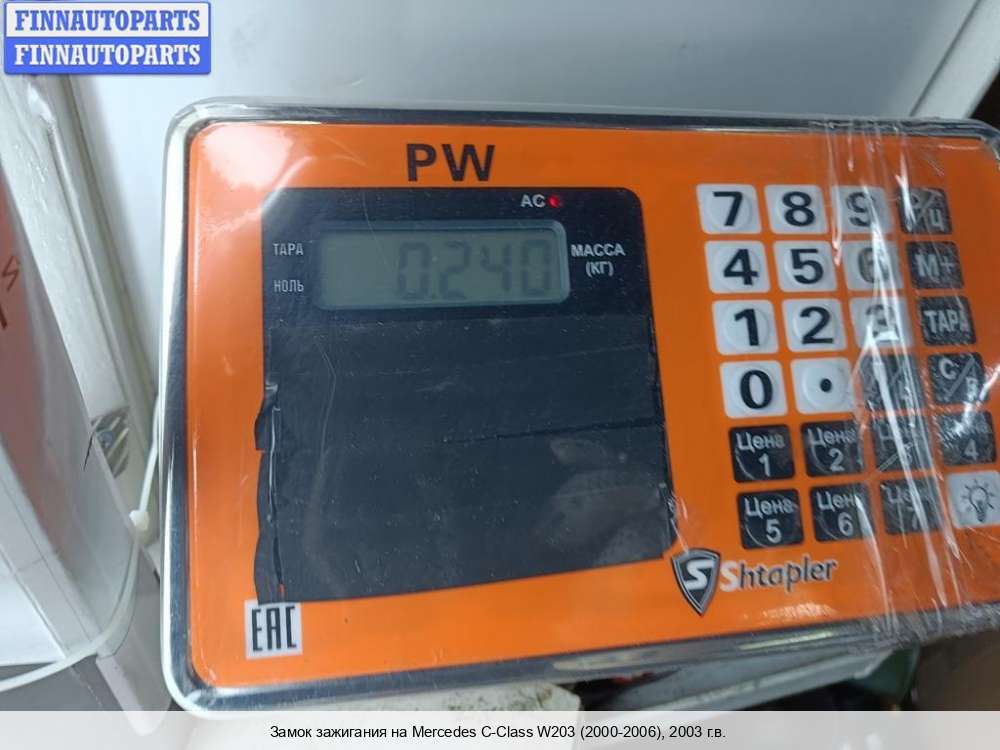 FINNAUTOPARTS
FINNAUTOPARTS
PW
AC
ТАРА
НОЛЬ
0.240
МАССА
(КГ)
7 8 9
4 5 6 М+
1 2 3 ТАРА
0 •
Цена 1 Цена 2 4
Цена 5 Цена 6 Цена 7
Shtapler
EAC
Замок зажигания на Mercedes C-Class W203 (2000-2006), 2003 г.в.